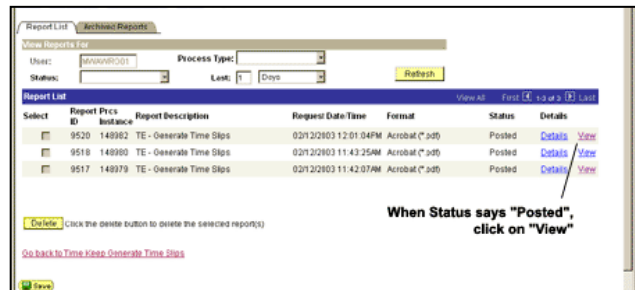 Report List Archived Reports
View Reports For
User: MWAWRO01 Process Type:
Status: Last: 1 Days Refresh
Report List View All First 1-3 of 3 Last
Select Report ID Prcs Instance Report Description Request Date/Time Format Status Details
9520 148982 TE - Generate Time Slips 02/12/2003 12:01:04PM Acrobat (*.pdf) Posted Details View
9518 148980 TE - Generate Time Slips 02/12/2003 11:43:25AM Acrobat (*.pdf) Posted Details View
9517 148979 TE - Generate Time Slips 02/12/2003 11:42:07AM Acrobat (*.pdf) Posted Details View
When Status says "Posted",
click on "View"
Delete Click the delete button to delete the selected report(s)
Go back to Time Keep Generate Time Slips
Save